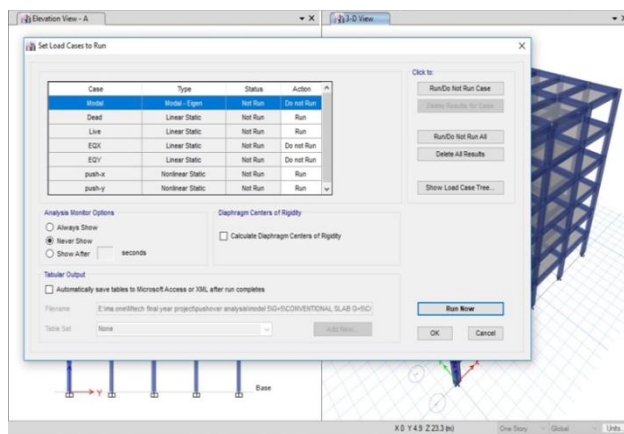 Elevation View - A
3-D View
Set Load Cases to Run
Click to:
Case Type Status Action
Modal Modal - Eigen Not Run Do not Run
Dead Linear Static Not Run Run
Live Linear Static Not Run Run
EQX Linear Static Not Run Do not Run
EQY Linear Static Not Run Do not Run
push-x Nonlinear Static Not Run Run
push-y Nonlinear Static Not Run Run
Run/Do Not Run Case
Delete Results for Case
Run/Do Not Run All
Delete All Results
Show Load Case Tree...
Analysis Monitor Options
Always Show
Never Show
Show After seconds
Diaphragm Centers of Rigidity
Calculate Diaphragm Centers of Rigidity
Tabular Output
Automatically save tables to Microsoft Access or XML after run completes
Filename
Table Set None Add New...
Run Now
OK Cancel
Y
Base
X 0 Y 4.9 Z 23.3 (m)
One Story Global Units...